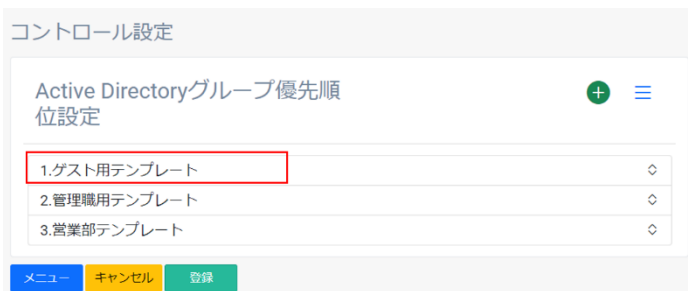 コントロール設定
Active Directoryグループ優先順
位設定
1.ゲスト用テンプレート
2.管理職用テンプレート
3.営業部テンプレート
メニュー キャンセル 登録